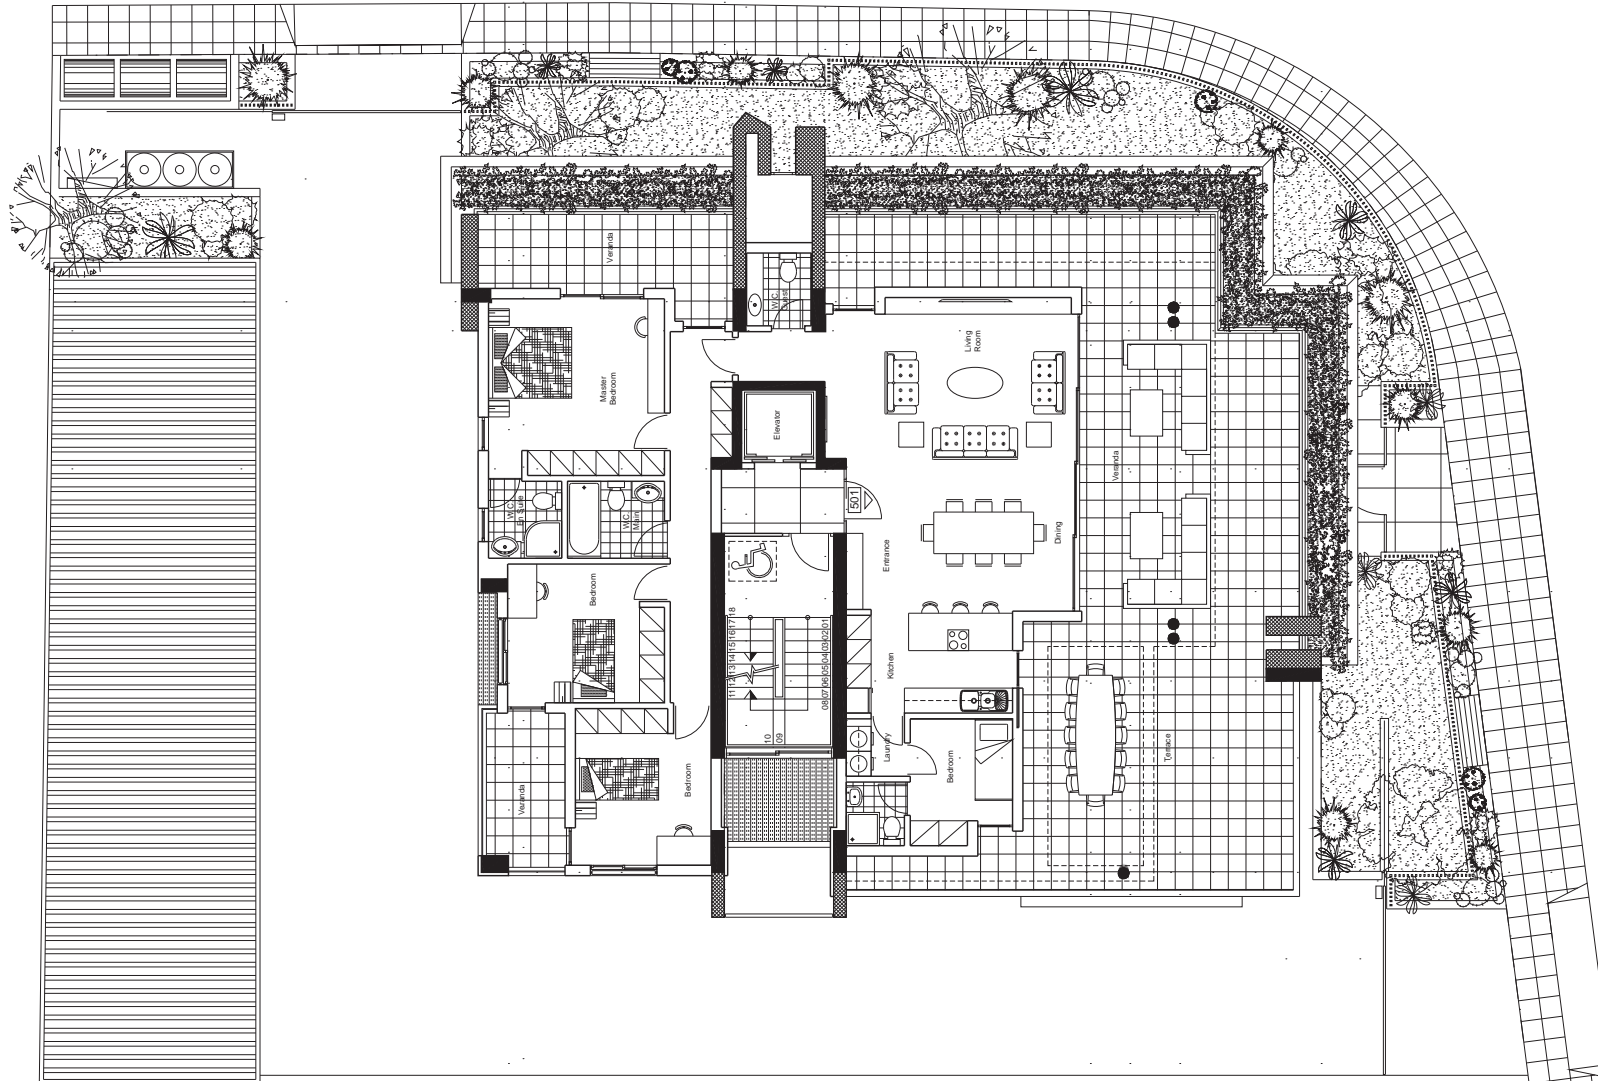 Veranda
W.C.
Guest
Living
Room
Master
Bedroom
Elevator
Veranda
W.C.
En Suite
W.C.
Main
501
Dining
Entrance
Bedroom
18
17
16
15
14
13
12
11
01
02
03
04
05
06
07
08
10
09
Kitchen
Laundry
Bedroom
Terrace
Bedroom
Veranda